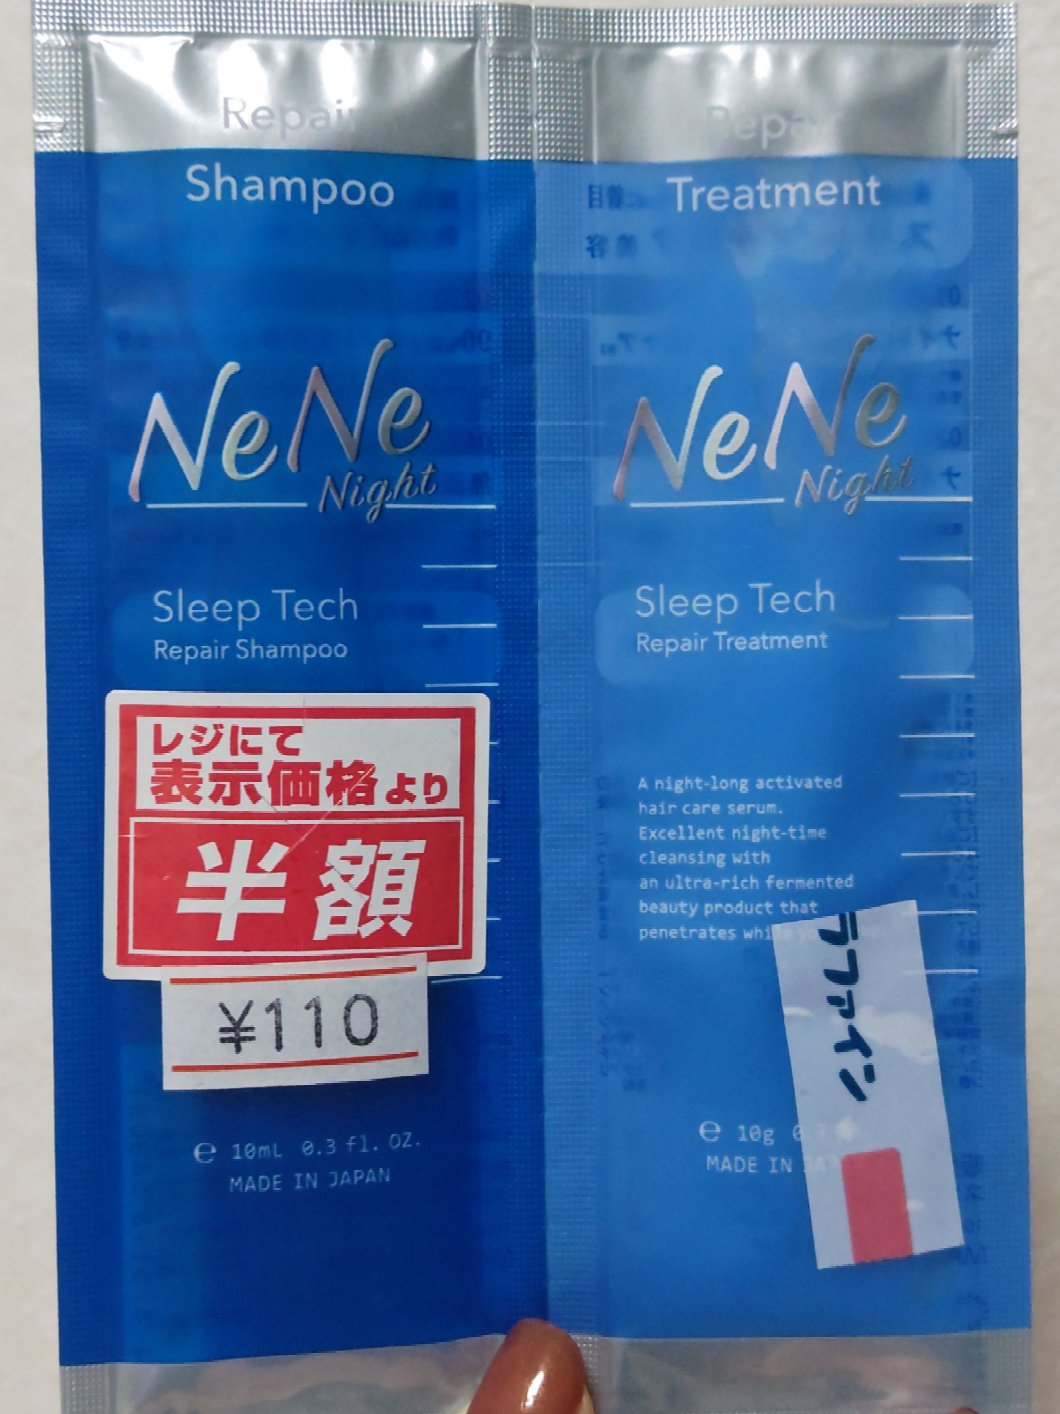 Repair
Shampoo
NeNe
Night
Sleep Tech
Repair Shampoo
レジにて
表示価格より
半額
¥110
℮ 10mL 0.3 fl. OZ.
MADE IN JAPAN
Repair
Treatment
NeNe
Night
Sleep Tech
Repair Treatment
A night-long activated
hair care serum.
Excellent night-time
cleansing with
an ultra-rich fermented
beauty product that
penetrates while
ラファイン
℮ 10g
MADE IN